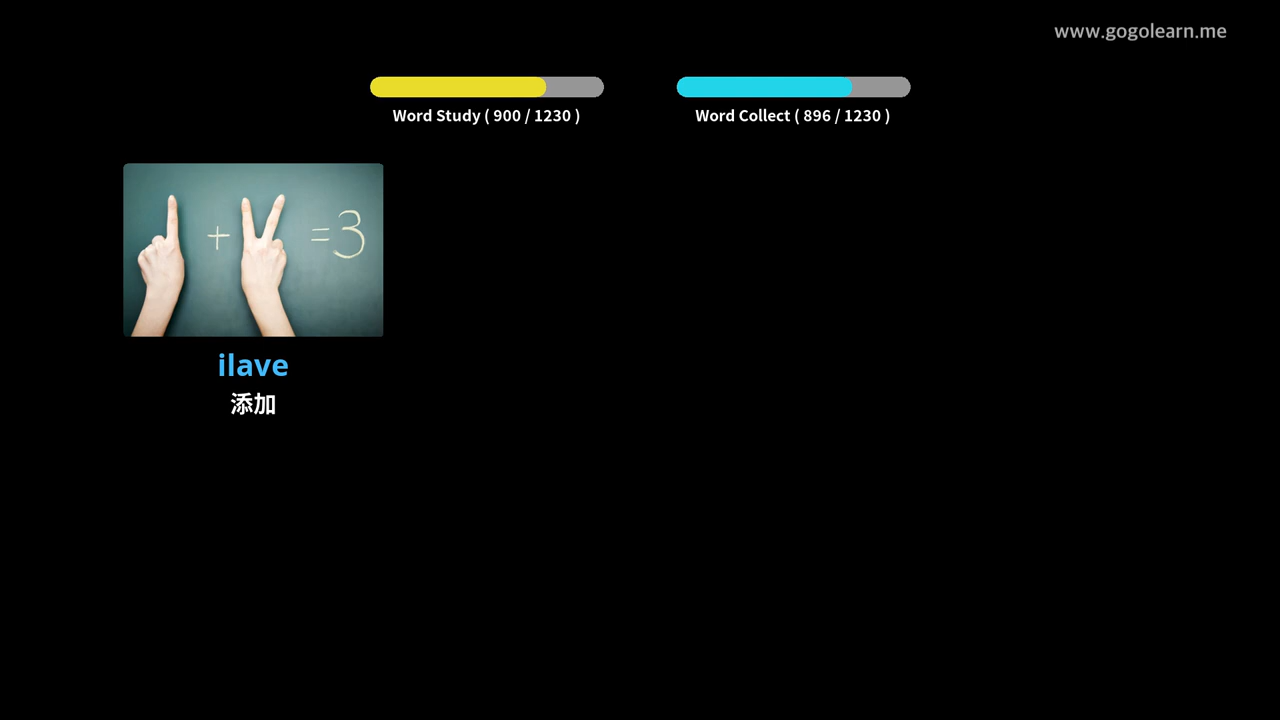 www.gogolearn.me
Word Study ( 900 / 1230 )
Word Collect ( 896 / 1230 )
+ =3
ilave
添加